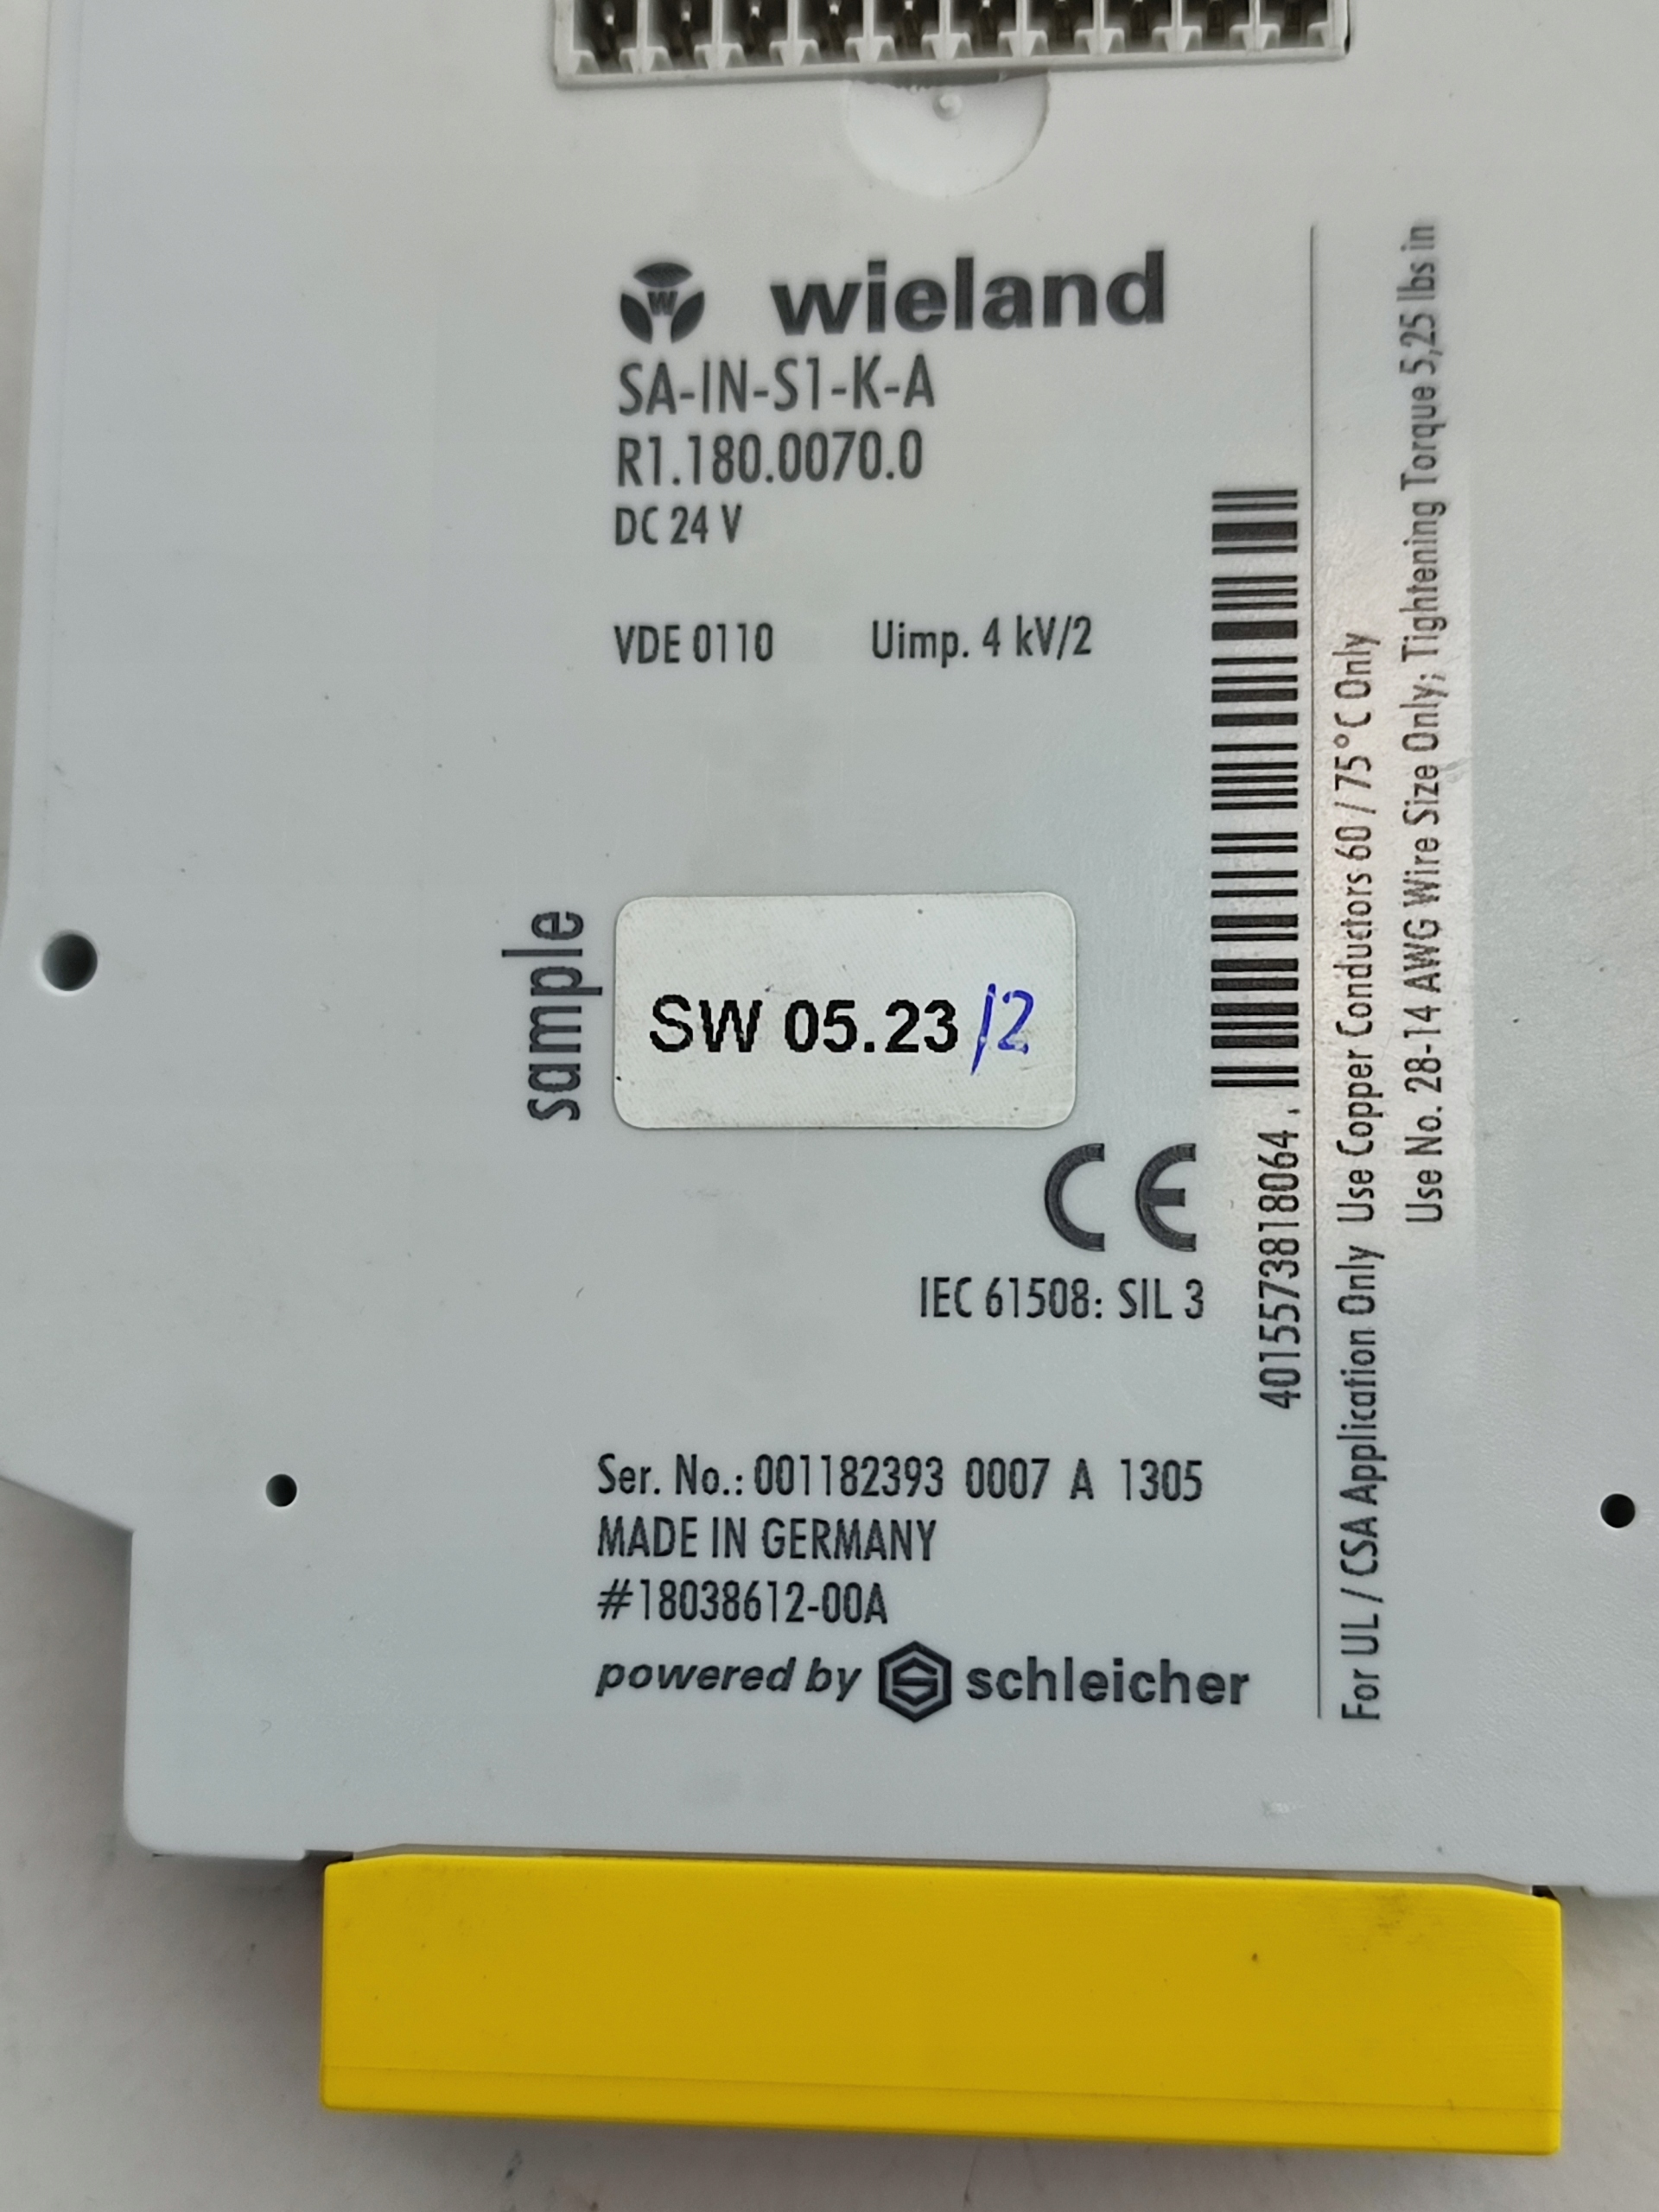 wieland
SA-IN-S1-K-A
R1.180.0070.0
DC 24 V
VDE 0110 Uimp. 4 kV/2
sample
SW 05.23/2
CE
IEC 61508: SIL 3
4015573818064
Ser. No.: 001182393 0007 A 1305
MADE IN GERMANY
#18038612-00A
powered by S schleicher
For UL / CSA Application Only Use Copper Conductors 60 / 75°C Only
Use No. 28-14 AWG Wire Size Only; Tightening Torque 5,25 lbs in